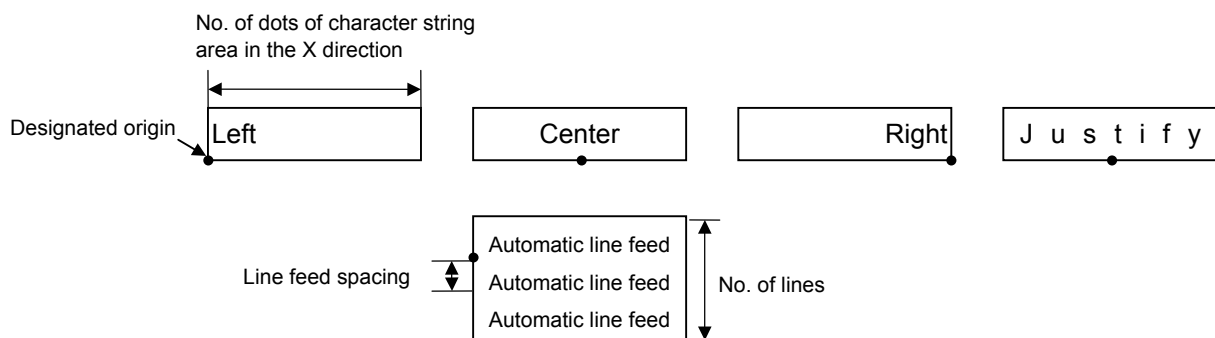 No. of dots of character string
area in the X direction
Designated origin
Left
Center
Right
J u s t i f y
Automatic line feed
Line feed spacing
Automatic line feed
No. of lines
Automatic line feed